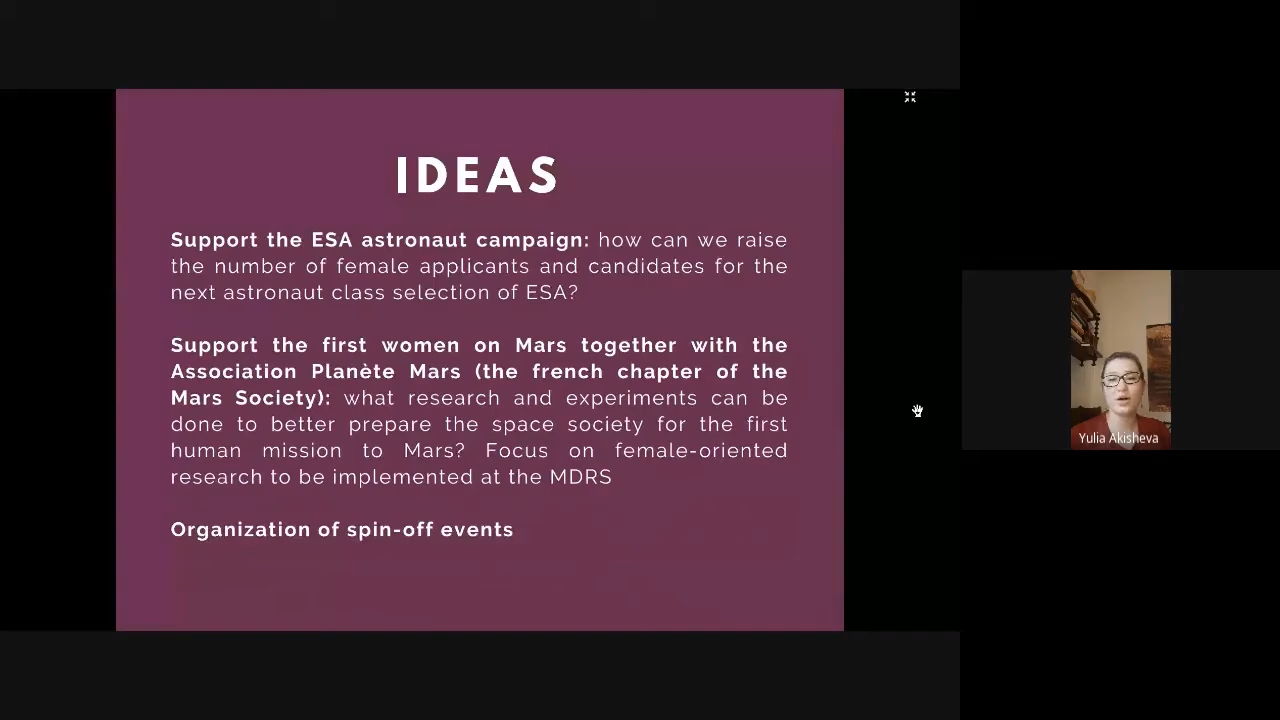 IDEAS
Support the ESA astronaut campaign: how can we raise
the number of female applicants and candidates for the
next astronaut class selection of ESA?
Support the first women on Mars together with the
Association Planète Mars (the french chapter of the
Mars Society): what research and experiments can be
done to better prepare the space society for the first
human mission to Mars? Focus on female-oriented
research to be implemented at the MDRS
Organization of spin-off events
Yulia Akisheva